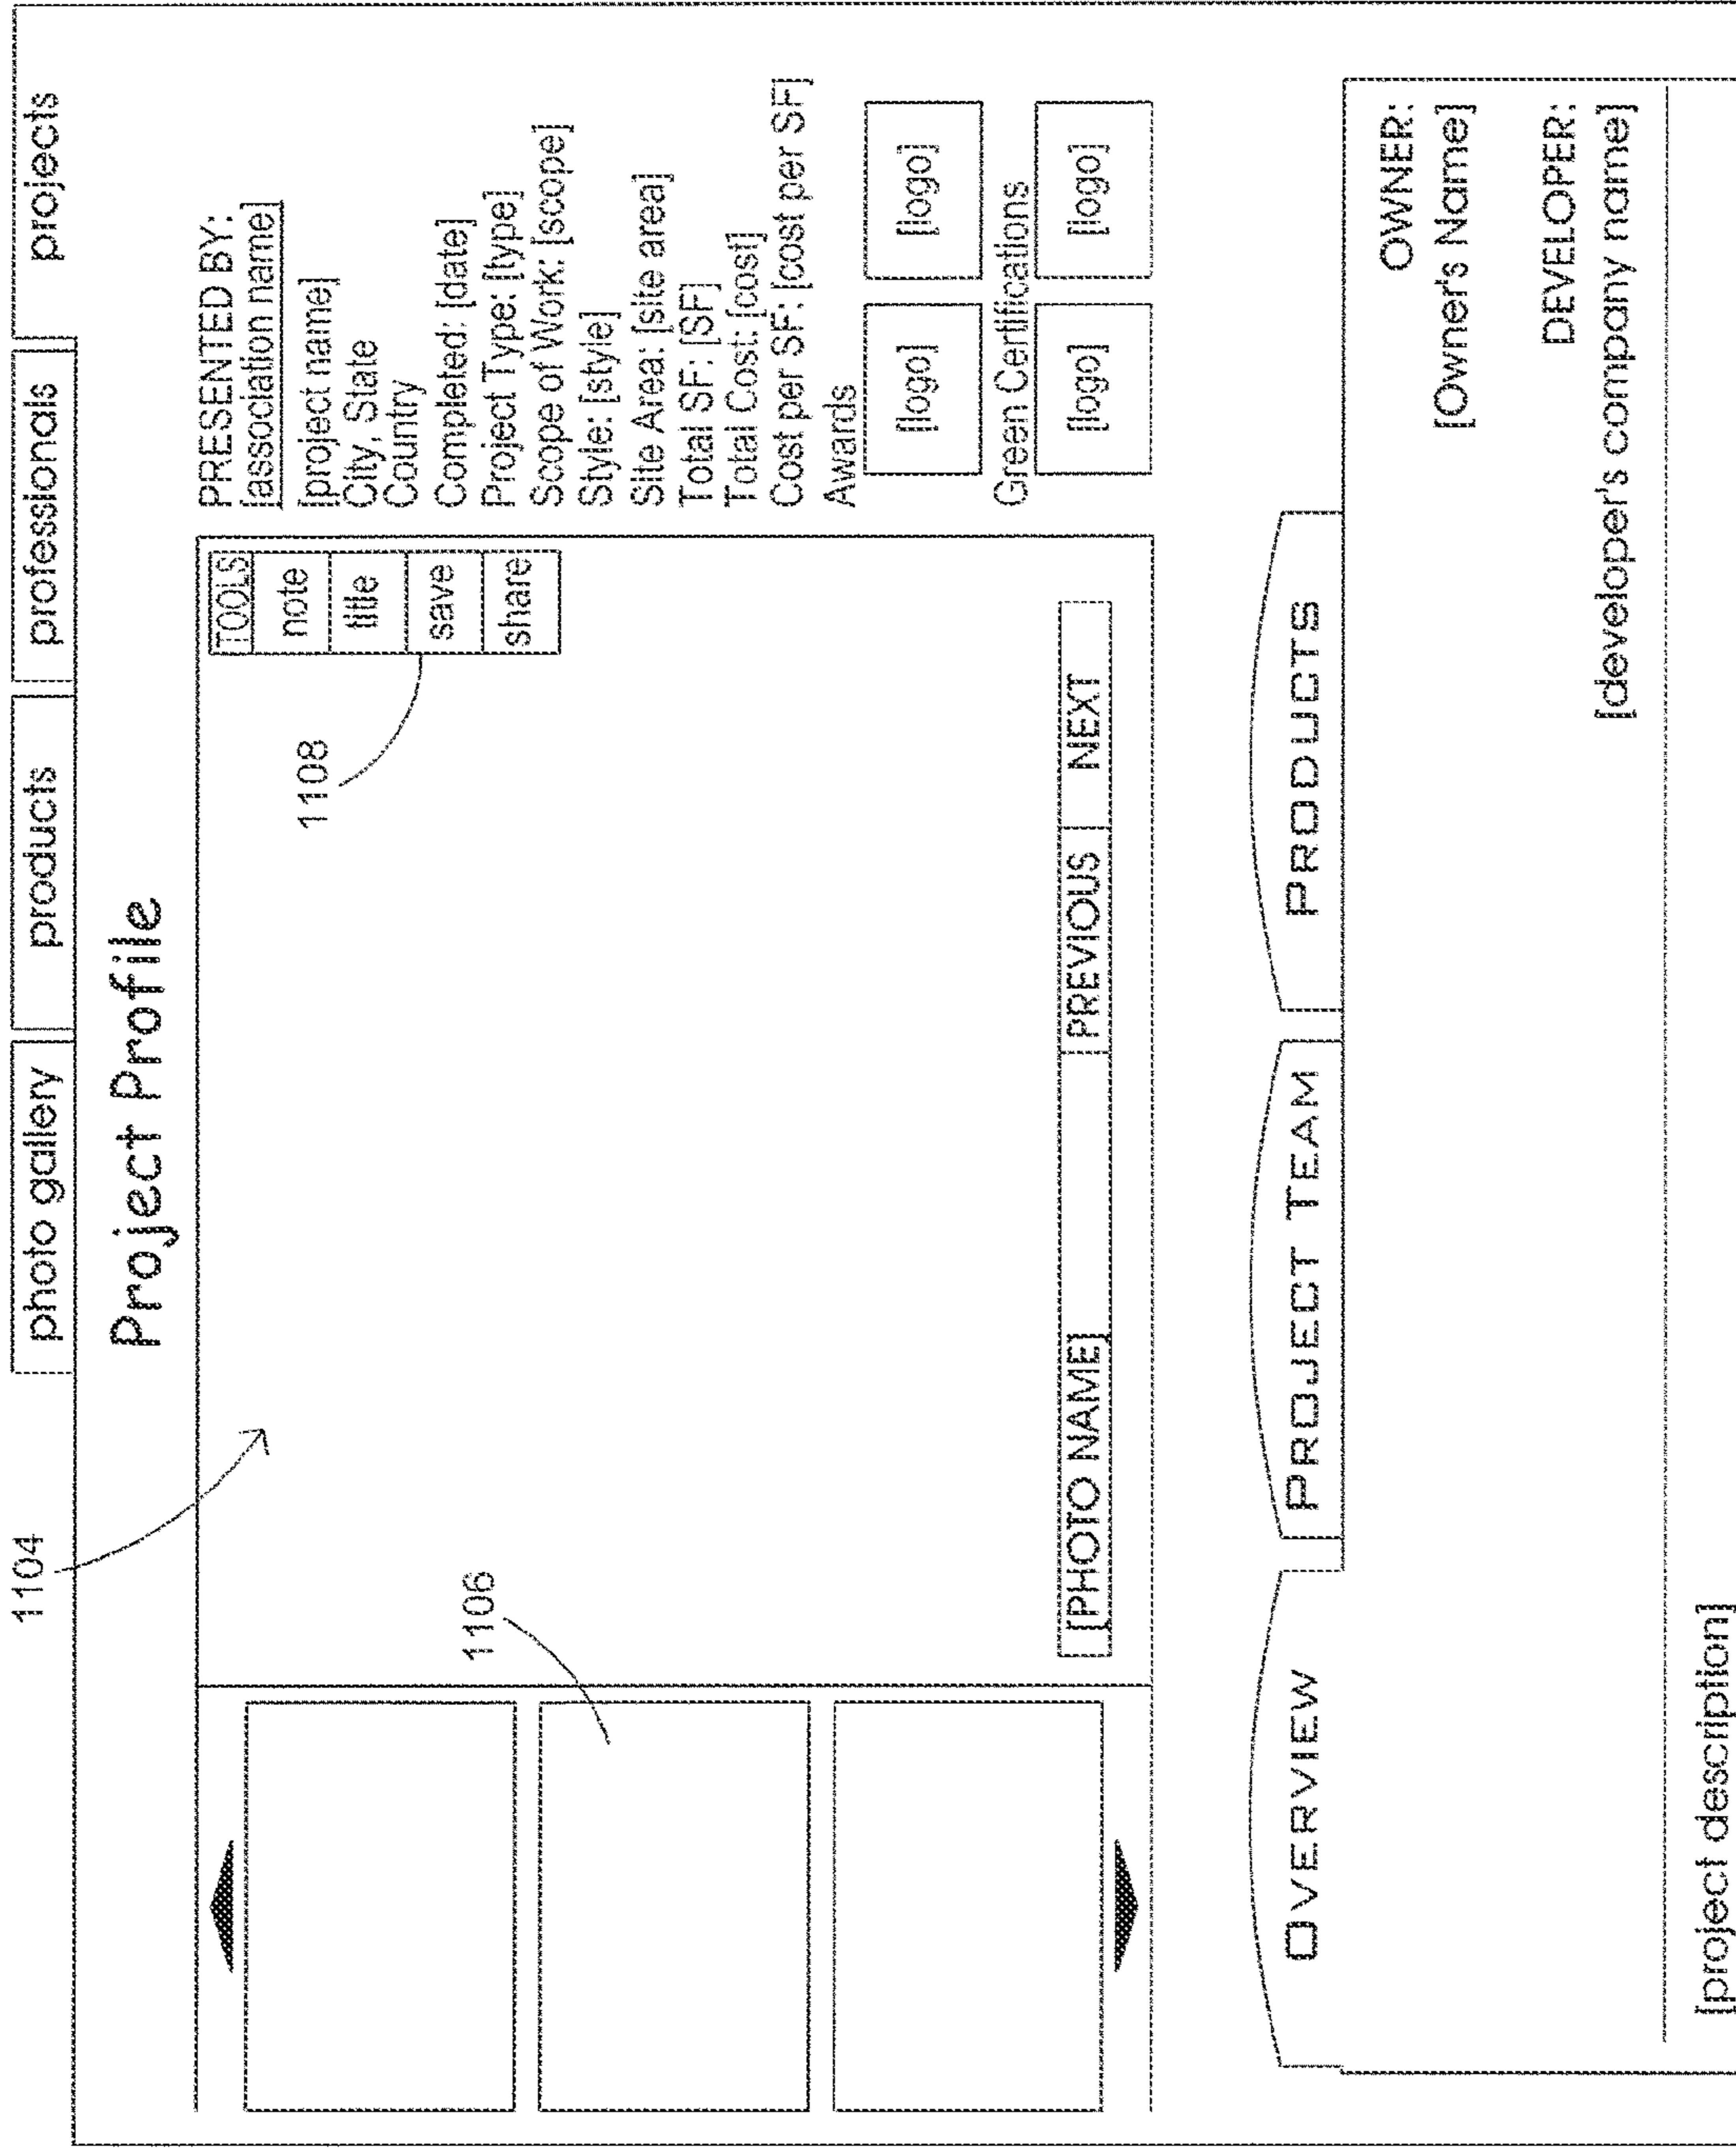 1104
photo gallery
products
professionals
projects
Project Profile
1106
1108
TOOLS
note
title
save
share
[PHOTO NAME]
PREVIOUS
NEXT
PRESENTED BY:
[association name]
[project name]
City, State
Country
Completed: [date]
Project Type: [type]
Scope of Work: [scope]
Style: [style]
Site Area: [site area]
Total SF: [SF]
Total Cost: [cost]
Cost per SF: [cost per SF]
Awards
[logo] [logo]
Green Certifications
[logo] [logo]
OVERVIEW
PROJECT TEAM
PRODUCTS
OWNER:
[Owner's Name]
DEVELOPER:
[developer's company name]
[project description]